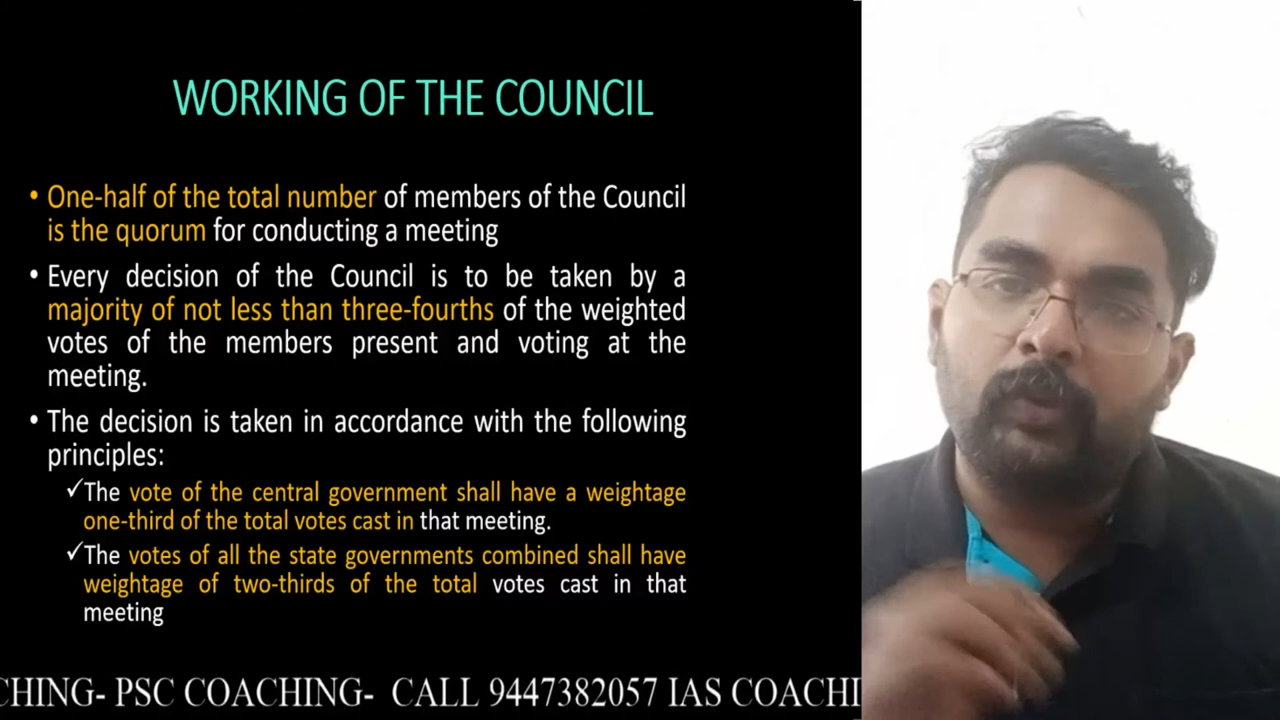 WORKING OF THE COUNCIL
• One-half of the total number of members of the Council
is the quorum for conducting a meeting
• Every decision of the Council is to be taken by a
majority of not less than three-fourths of the weighted
votes of the members present and voting at the
meeting.
• The decision is taken in accordance with the following
principles:
✓The vote of the central government shall have a weightage
one-third of the total votes cast in that meeting.
✓The votes of all the state governments combined shall have
weightage of two-thirds of the total votes cast in that
meeting
CHING- PSC COACHING- CALL 9447382057 IAS COACHI